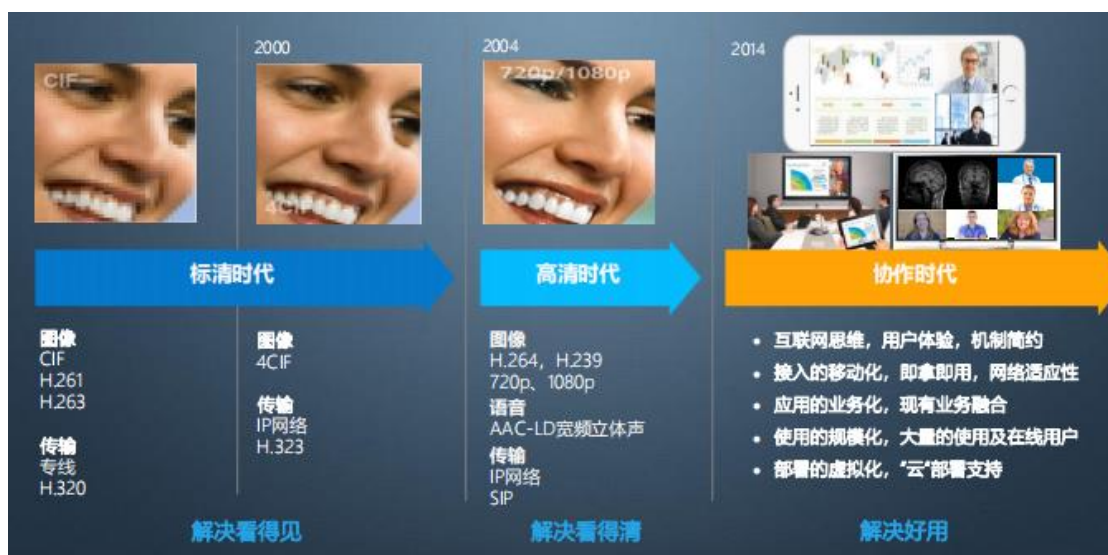 CIF
2000
4CIF
2004
720p/1080p
2014
标清时代
高清时代
协作时代
图像
CIF
H.261
H.263
传输
专线
H.320
图像
4CIF
传输
IP网络
H.323
图像
H.264，H.239
720p、1080p
语音
AAC-LD宽频立体声
传输
IP网络
SIP
• 互联网思维，用户体验，机制简约
• 接入的移动化，即拿即用，网络适应性
• 应用的业务化，现有业务融合
• 使用的规模化，大量的使用及在线用户
• 部署的虚拟化，“云”部署支持
解决看得见
解决看得清
解决好用